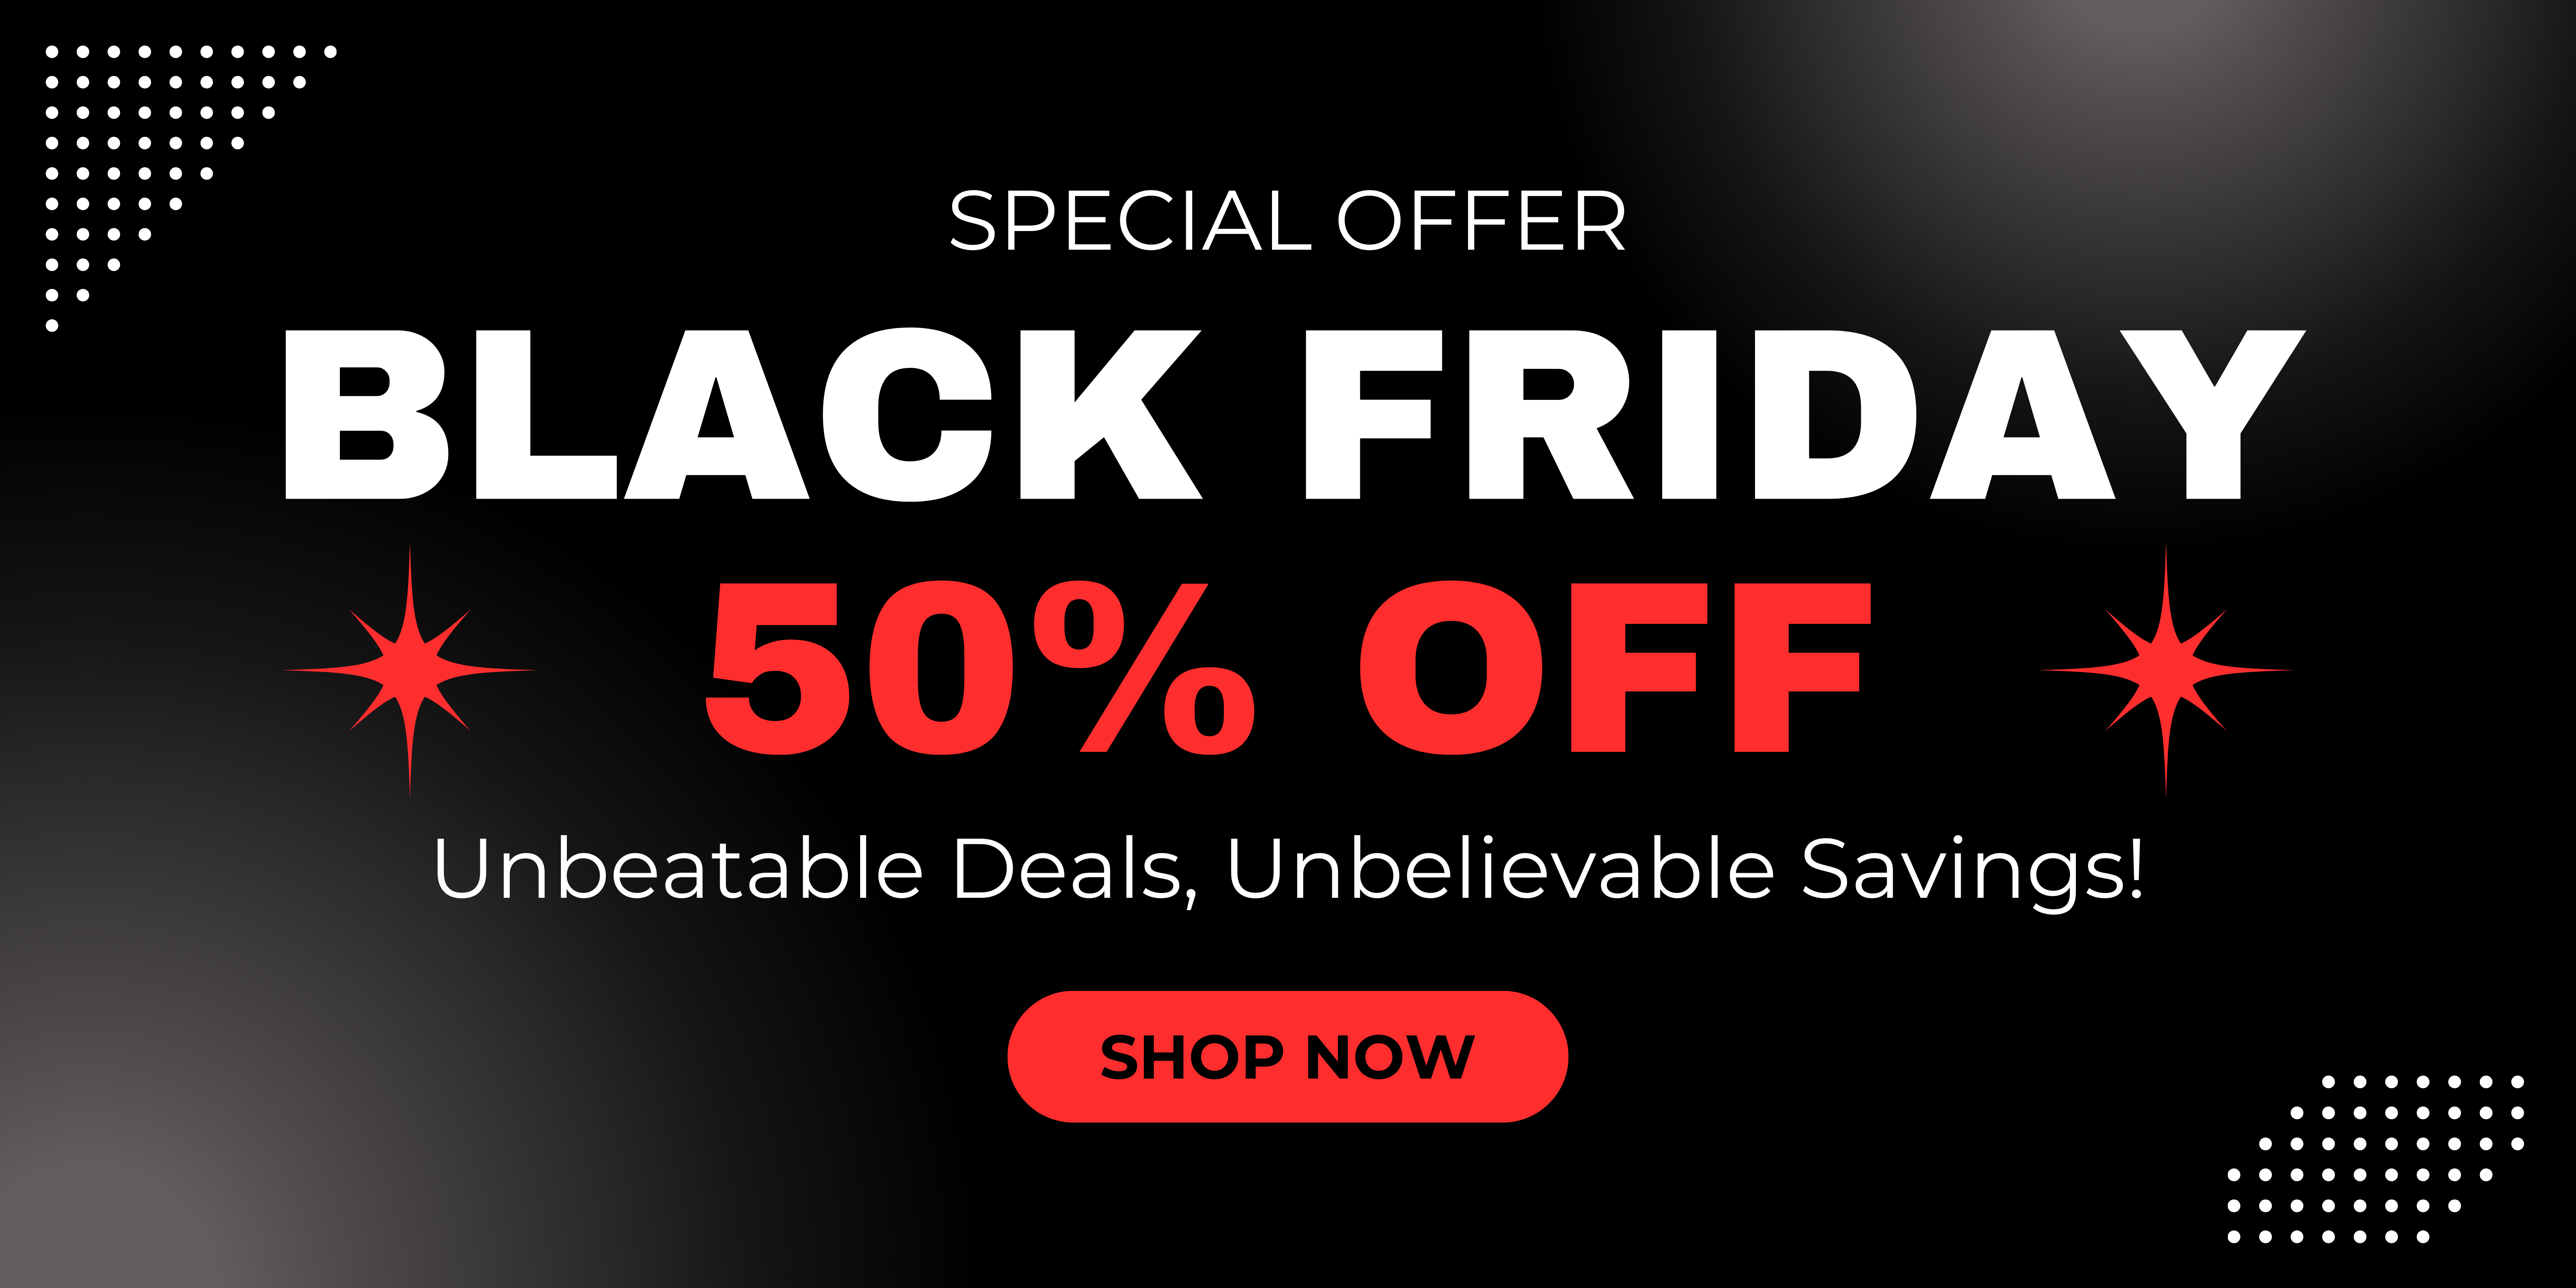 SPECIAL OFFER
BLACK FRIDAY
50% OFF
Unbeatable Deals, Unbelievable Savings!
SHOP NOW